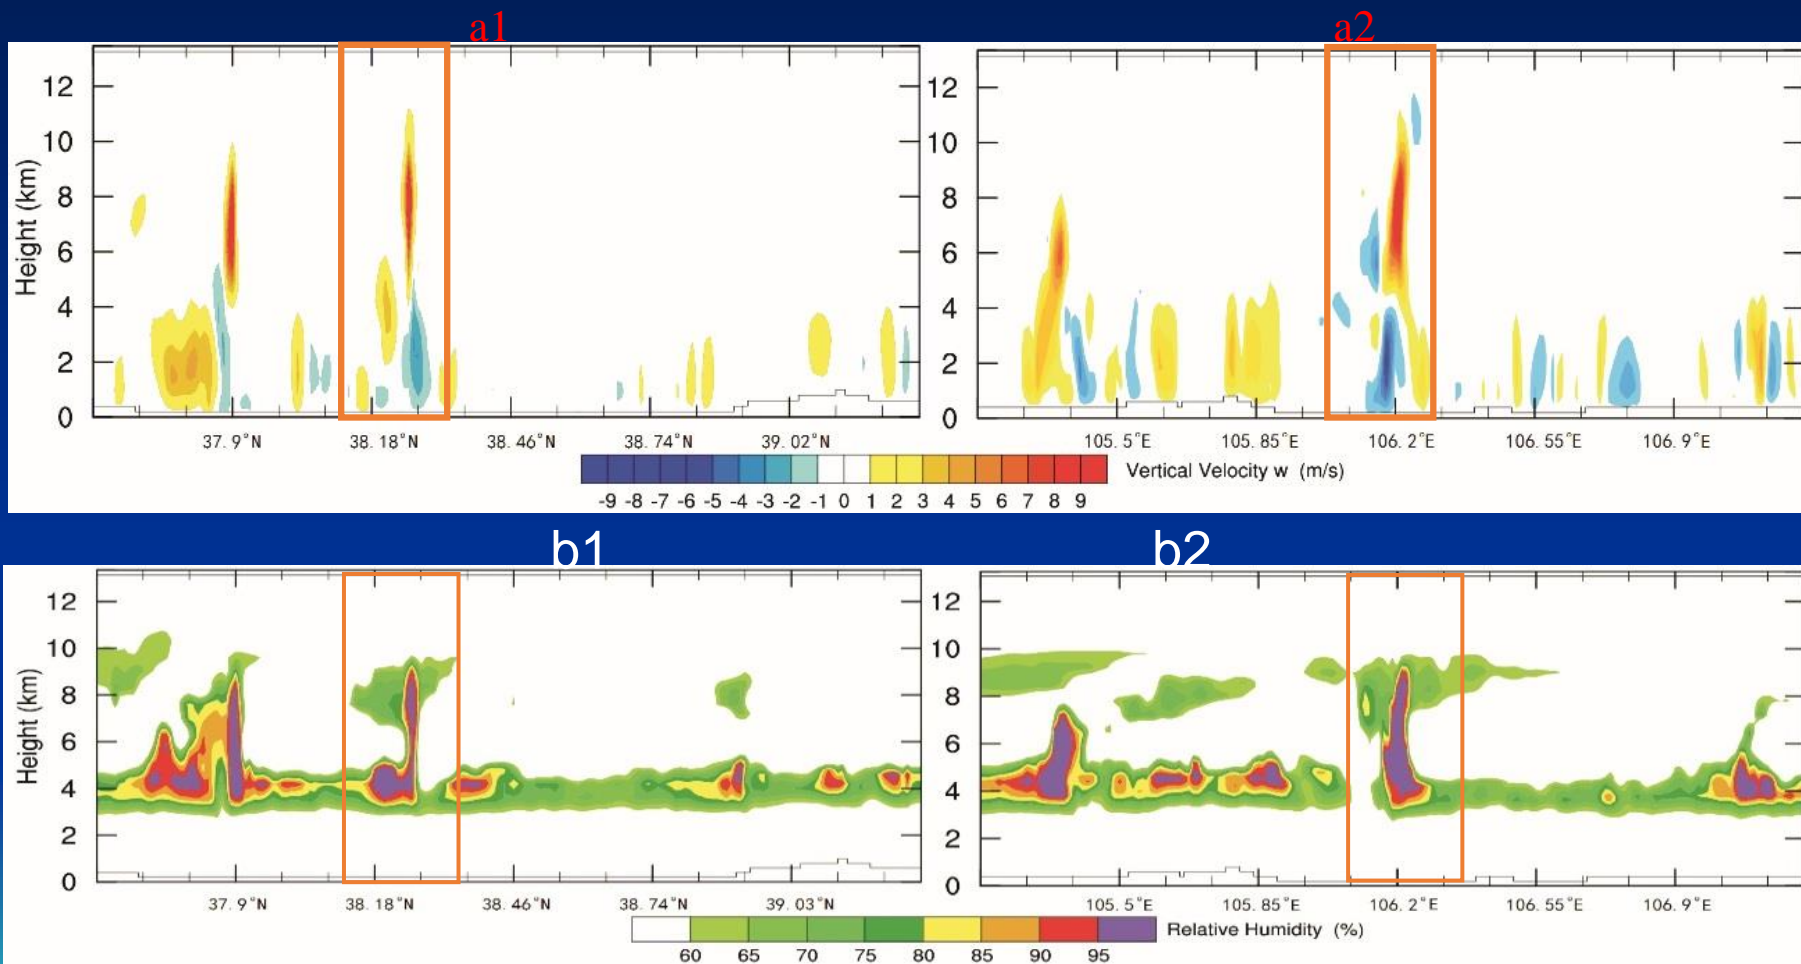 a1 a2
12 12
10 10
8 8
6 6
4 4
2 2
0 0
Height (km)
37.9°N 38.18°N 38.46°N 38.74°N 39.02°N 105.5°E 105.85°E 106.2°E 106.55°E 106.9°E
Vertical Velocity w (m/s)
-9 -8 -7 -6 -5 -4 -3 -2 -1 0 1 2 3 4 5 6 7 8 9
b1 b2
12 12
10 10
8 8
6 6
4 4
2 2
0 0
Height (km)
37.9°N 38.18°N 38.46°N 38.74°N 39.03°N 105.5°E 105.85°E 106.2°E 106.55°E 106.9°E
Relative Humidity (%)
60 65 70 75 80 85 90 95